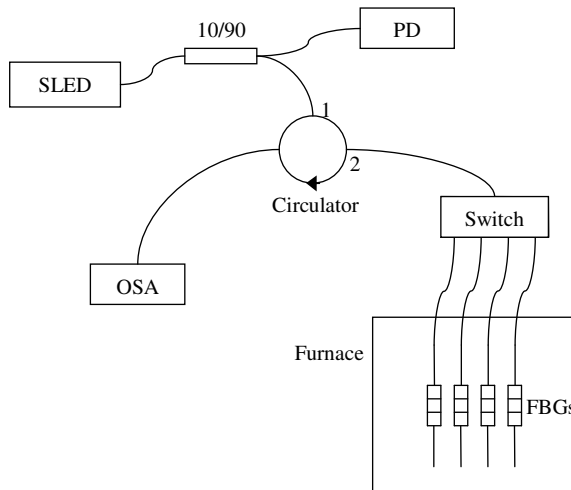 10/90
PD
SLED
1
2
Circulator
Switch
OSA
Furnace
FBGs